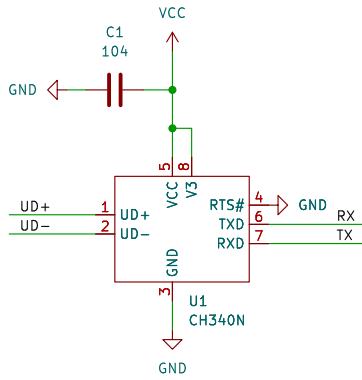 VCC
C1
104
GND
5
8
VCC
V3
UD+
1
UD+
RTS#
4
GND
UD-
2
UD-
TXD
6
RX
RXD
7
TX
GND
3
U1
CH340N
GND